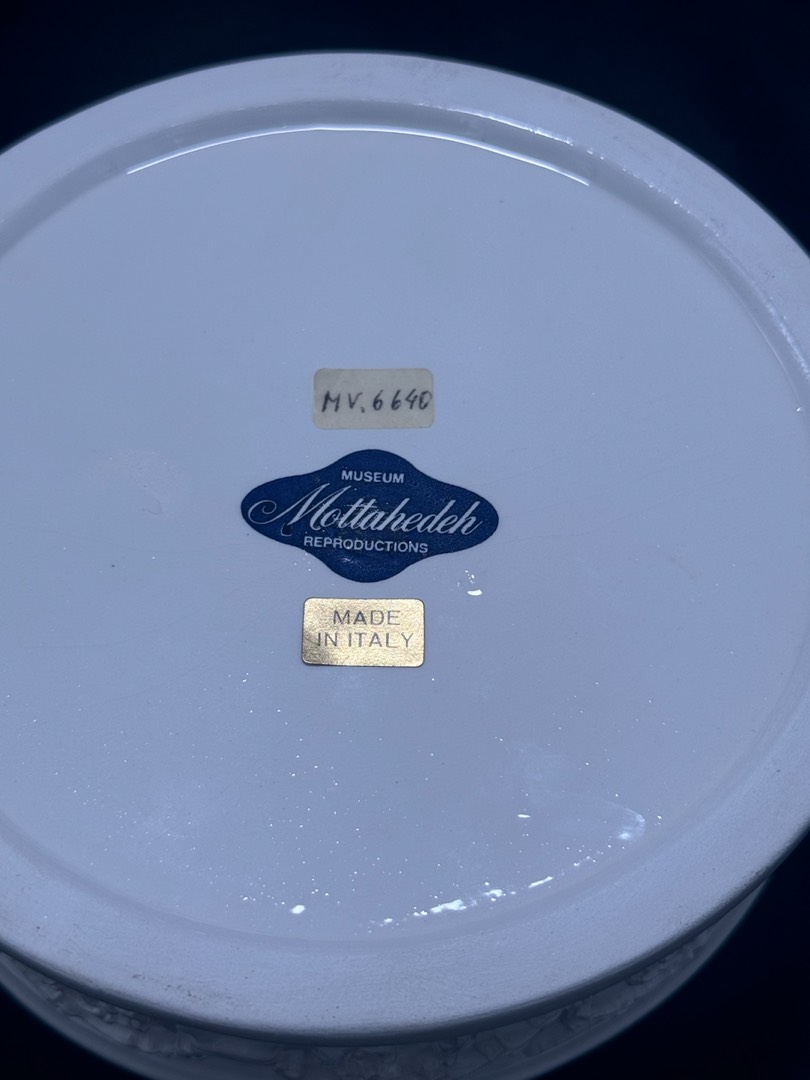 MV. 6640
MUSEUM
Mottahedeh
REPRODUCTIONS
MADE
IN ITALY